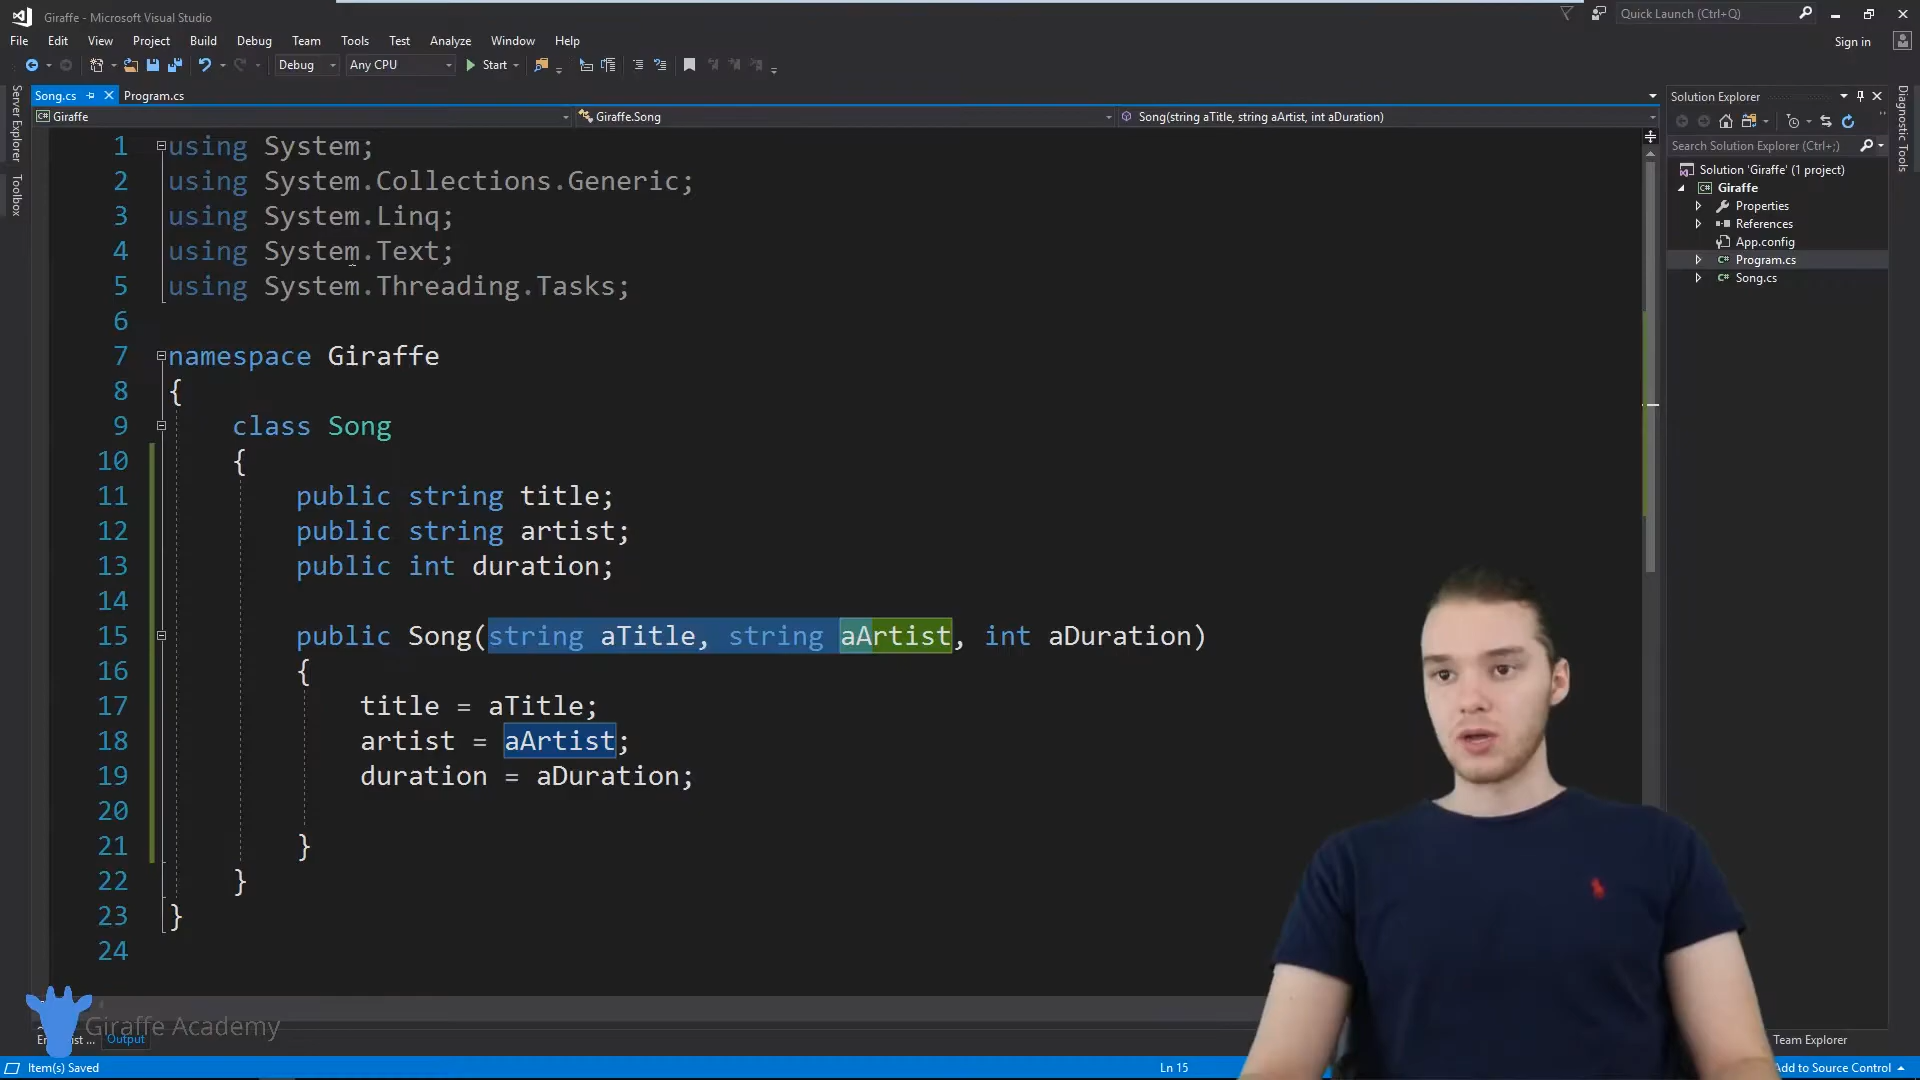 Giraffe - Microsoft Visual Studio
Quick Launch (Ctrl+Q)
File Edit View Project Build Debug Team Tools Test Analyze Window Help
Sign in
Debug Any CPU Start
Server Explorer
Toolbox
Song.cs Program.cs
Giraffe Giraffe.Song Song(string aTitle, string aArtist, int aDuration)
1 using System;
2 using System.Collections.Generic;
3 using System.Linq;
4 using System.Text;
5 using System.Threading.Tasks;
6
7 namespace Giraffe
8 {
9 class Song
10 {
11 public string title;
12 public string artist;
13 public int duration;
14
15 public Song(string aTitle, string aArtist, int aDuration)
16 {
17 title = aTitle;
18 artist = aArtist;
19 duration = aDuration;
20
21 }
22 }
23 }
24
Solution Explorer
Search Solution Explorer (Ctrl+;)
Solution 'Giraffe' (1 project)
Giraffe
Properties
References
App.config
Program.cs
Song.cs
Diagnostic Tools
Giraffe Academy
Output
Team Explorer
Item(s) Saved
Ln 15
Add to Source Control